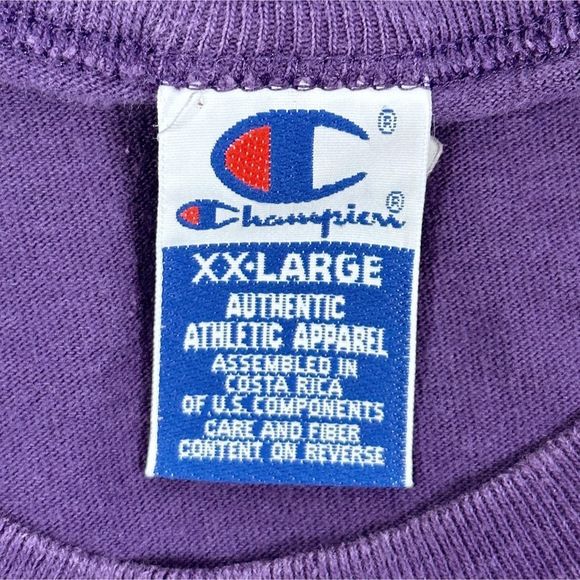 ®
Champion®
XX-LARGE
AUTHENTIC
ATHLETIC APPAREL
ASSEMBLED IN
COSTA RICA
OF U.S. COMPONENTS
CARE AND FIBER
CONTENT ON REVERSE